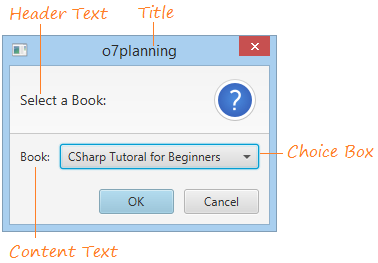 Header Text
Title
o7planning
Select a Book:
?
Book:
CSharp Tutoral for Beginners
Choice Box
OK
Cancel
Content Text